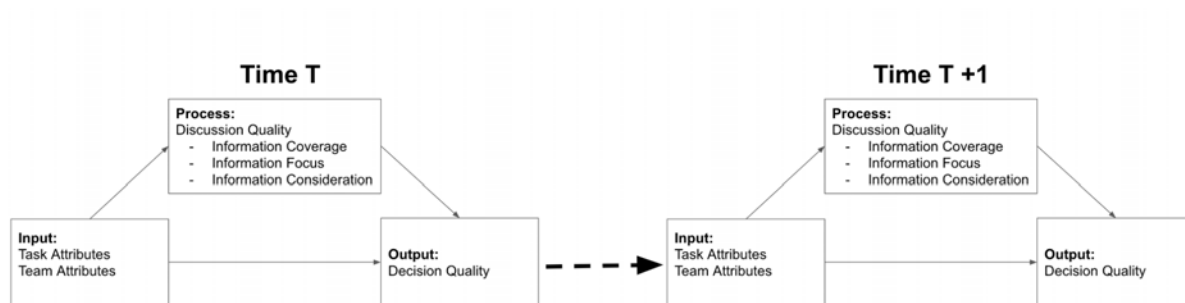 Time T
Process:
Discussion Quality
- Information Coverage
- Information Focus
- Information Consideration
Input:
Task Attributes
Team Attributes
Output:
Decision Quality
Time T +1
Process:
Discussion Quality
- Information Coverage
- Information Focus
- Information Consideration
Input:
Task Attributes
Team Attributes
Output:
Decision Quality